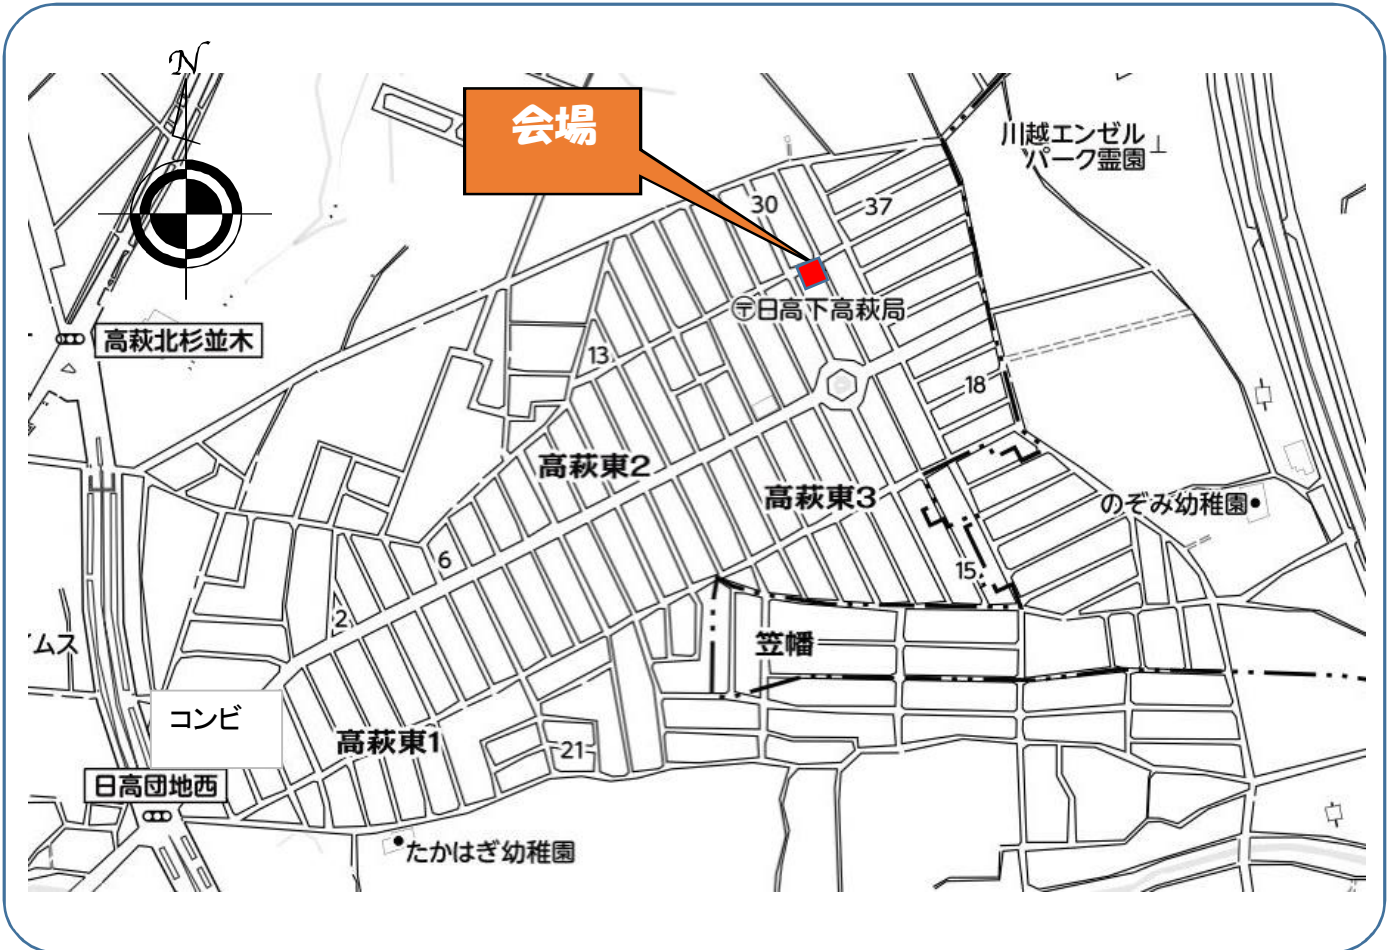 N
会場
川越エンゼル
パーク霊園
30
37
〒日高下高萩局
高萩北杉並木
13
18
高萩東2
高萩東3
のぞみ幼稚園
6
15
2
ムス
笠幡
コンビ
高萩東1
21
日高団地西
たかはぎ幼稚園